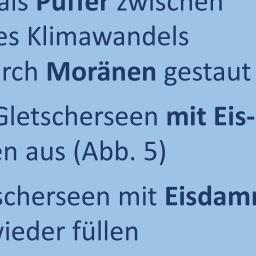 als Puffer zwischen
es Klimawandels
rch Moränen gestaut
Gletscherseen mit Eis-
en aus (Abb. 5)
scherseen mit Eisdam
wieder füllen